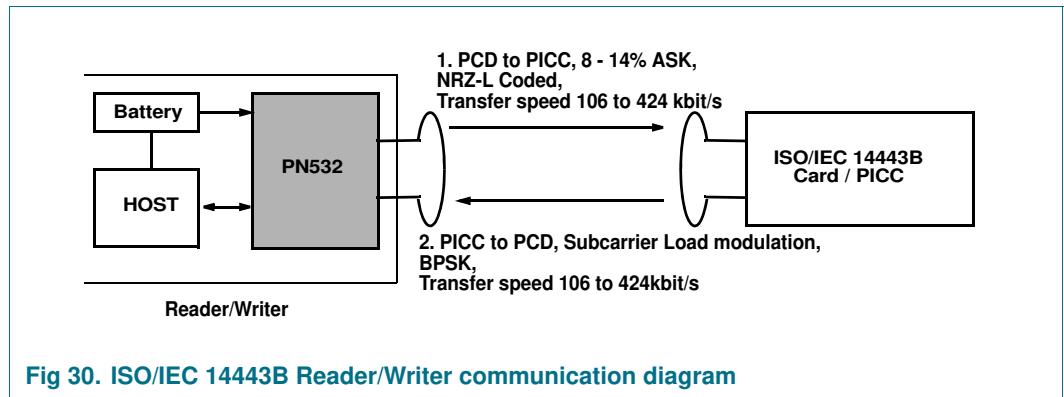 1. PCD to PICC, 8 - 14% ASK,
NRZ-L Coded,
Transfer speed 106 to 424 kbit/s
Battery
PN532
HOST
ISO/IEC 14443B
Card / PICC
2. PICC to PCD, Subcarrier Load modulation,
BPSK,
Transfer speed 106 to 424kbit/s
Reader/Writer
Fig 30. ISO/IEC 14443B Reader/Writer communication diagram